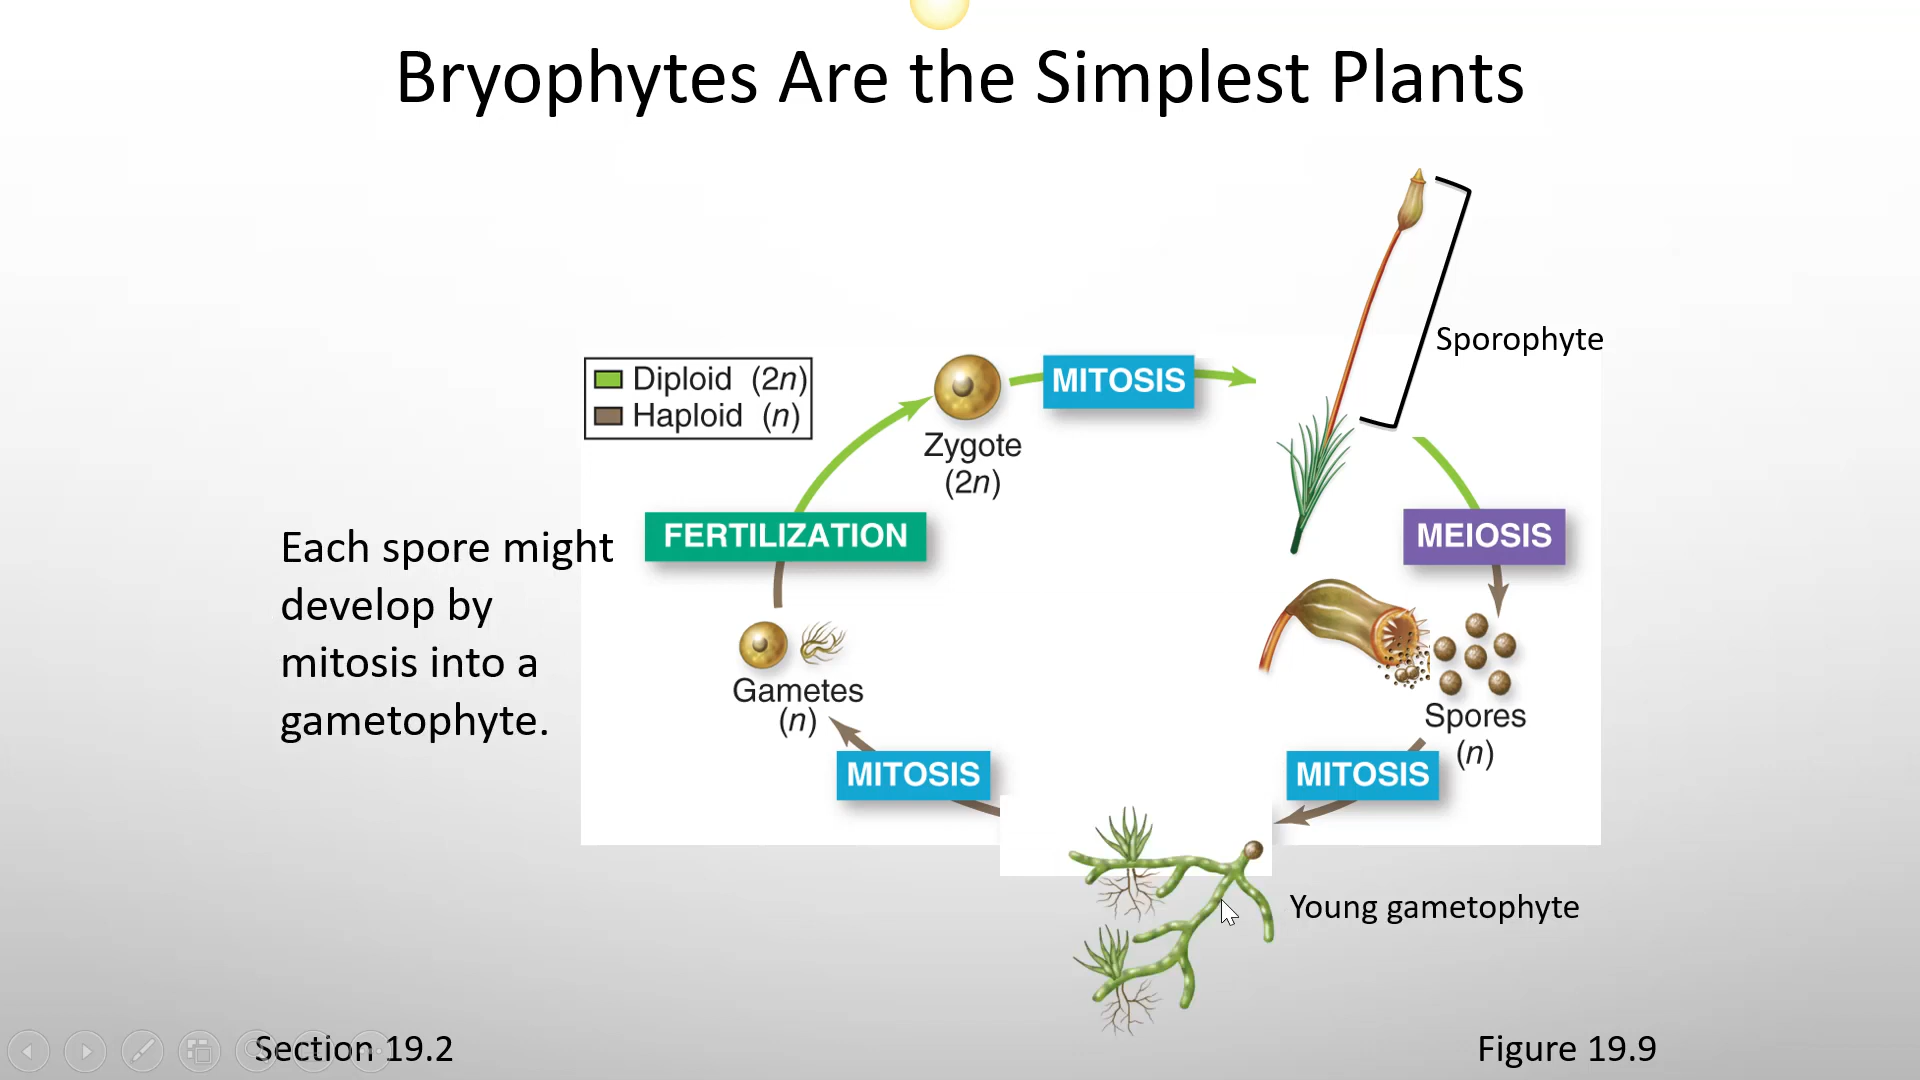 Bryophytes Are the Simplest Plants
Sporophyte
Diploid (2n)
Haploid (n)
MITOSIS
Zygote
(2n)
FERTILIZATION
MEIOSIS
Each spore might
develop by
mitosis into a
gametophyte.
Gametes
(n)
Spores
(n)
MITOSIS
MITOSIS
Young gametophyte
Section 19.2
Figure 19.9